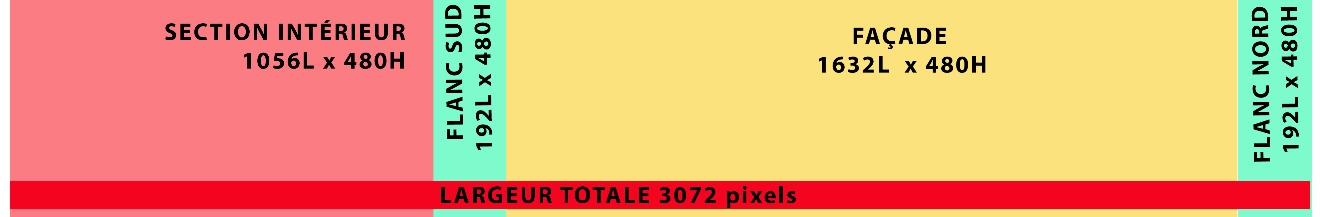 SECTION INTÉRIEUR
1056L x 480H
FLANC SUD
192L x 480H
FAÇADE
1632L  x 480H
FLANC NORD
192L x 480H
LARGEUR TOTALE 3072 pixels